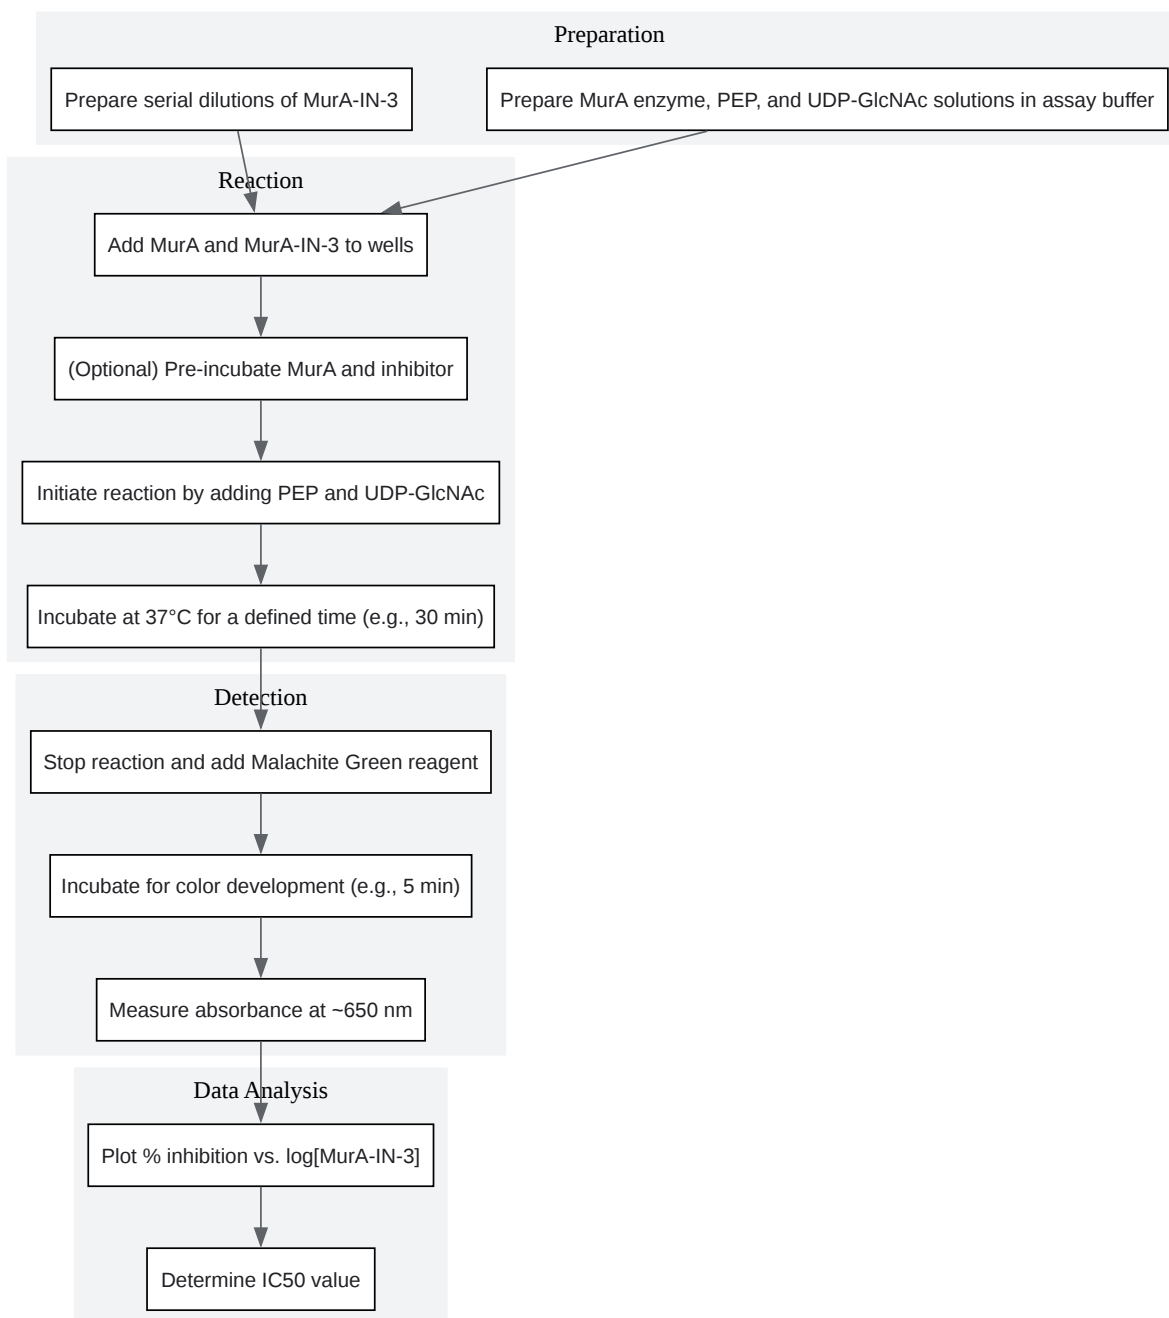 Preparation
Prepare serial dilutions of MurA-IN-3
Prepare MurA enzyme, PEP, and UDP-GlcNAc solutions in assay buffer
Reaction
Add MurA and MurA-IN-3 to wells
(Optional) Pre-incubate MurA and inhibitor
Initiate reaction by adding PEP and UDP-GlcNAc
Incubate at 37°C for a defined time (e.g., 30 min)
Detection
Stop reaction and add Malachite Green reagent
Incubate for color development (e.g., 5 min)
Measure absorbance at ~650 nm
Data Analysis
Plot % inhibition vs. log[MurA-IN-3]
Determine IC50 value